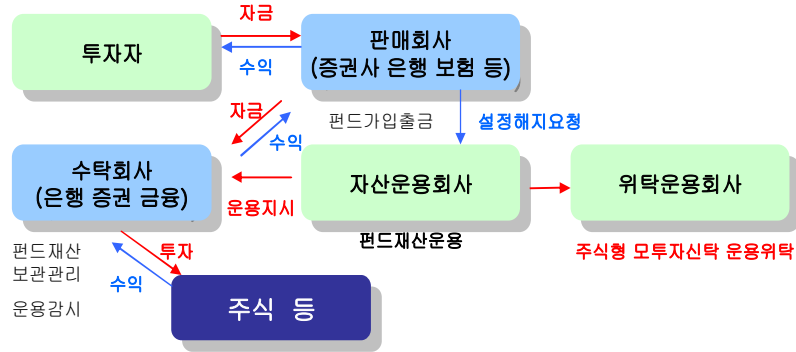 자금
투자자
판매회사
(증권사 은행 보험 등)
수익
자금
펀드가입출금
설정해지요청
수익
수탁회사
(은행 증권 금융)
자산운용회사
위탁운용회사
운용지시
펀드재산운용
주식형 모투자신탁 운용위탁
펀드재산
보관관리
투자
수익
운용감시
주식 등